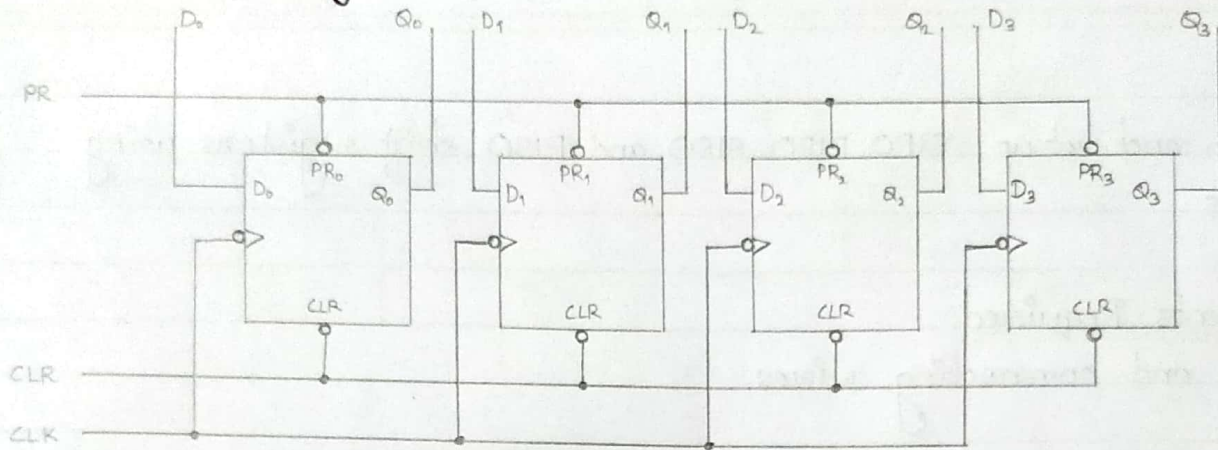 D₀ Q₀ D₁ Q₁ D₂ Q₂ D₃ Q₃
PR
PR₀ PR₁ PR₂ PR₃
D₀ Q₀ D₁ Q₁ D₂ Q₂ D₃ Q₃
CLR CLR CLR CLR
CLR
CLK